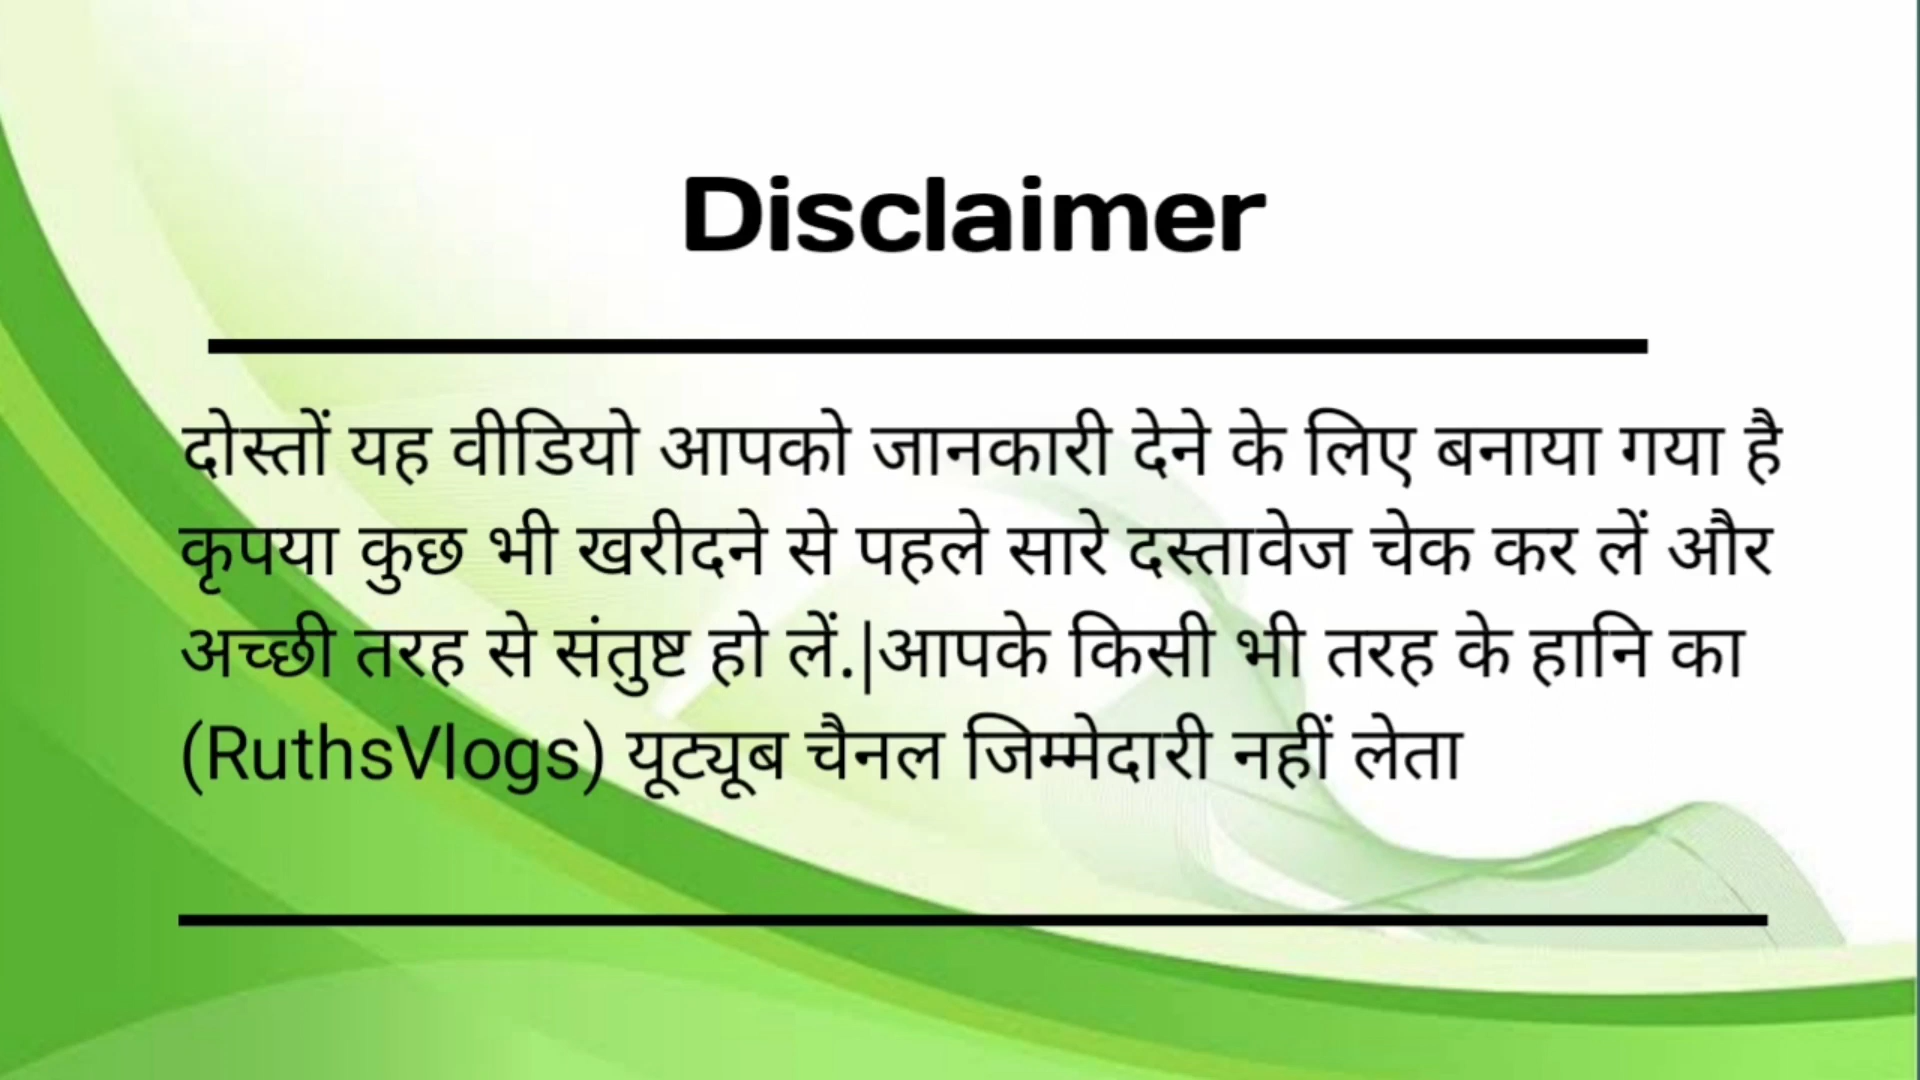 Disclaimer
दोस्तों यह वीडियो आपको जानकारी देने के लिए बनाया गया है
कृपया कुछ भी खरीदने से पहले सारे दस्तावेज चेक कर लें और
अच्छी तरह से संतुष्ट हो लें.|आपके किसी भी तरह के हानि का
(RuthsVlogs) यूट्यूब चैनल जिम्मेदारी नहीं लेता